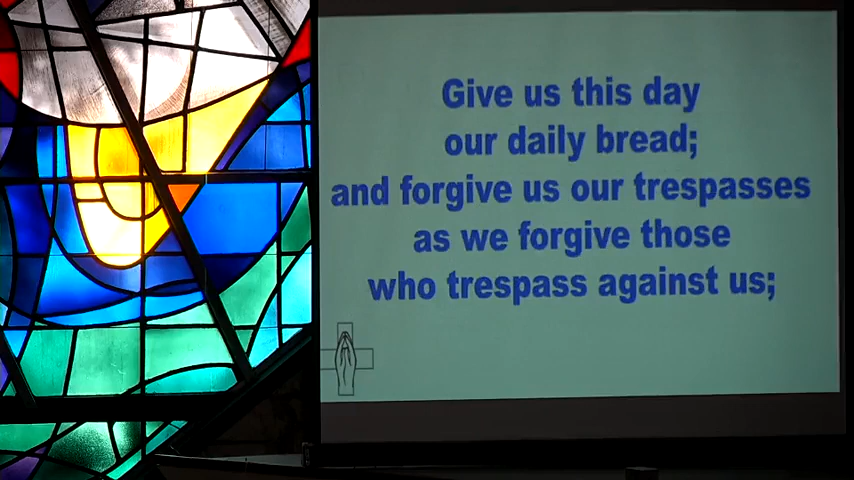 Give us this day
our daily bread;
and forgive us our trespasses
as we forgive those
who trespass against us;